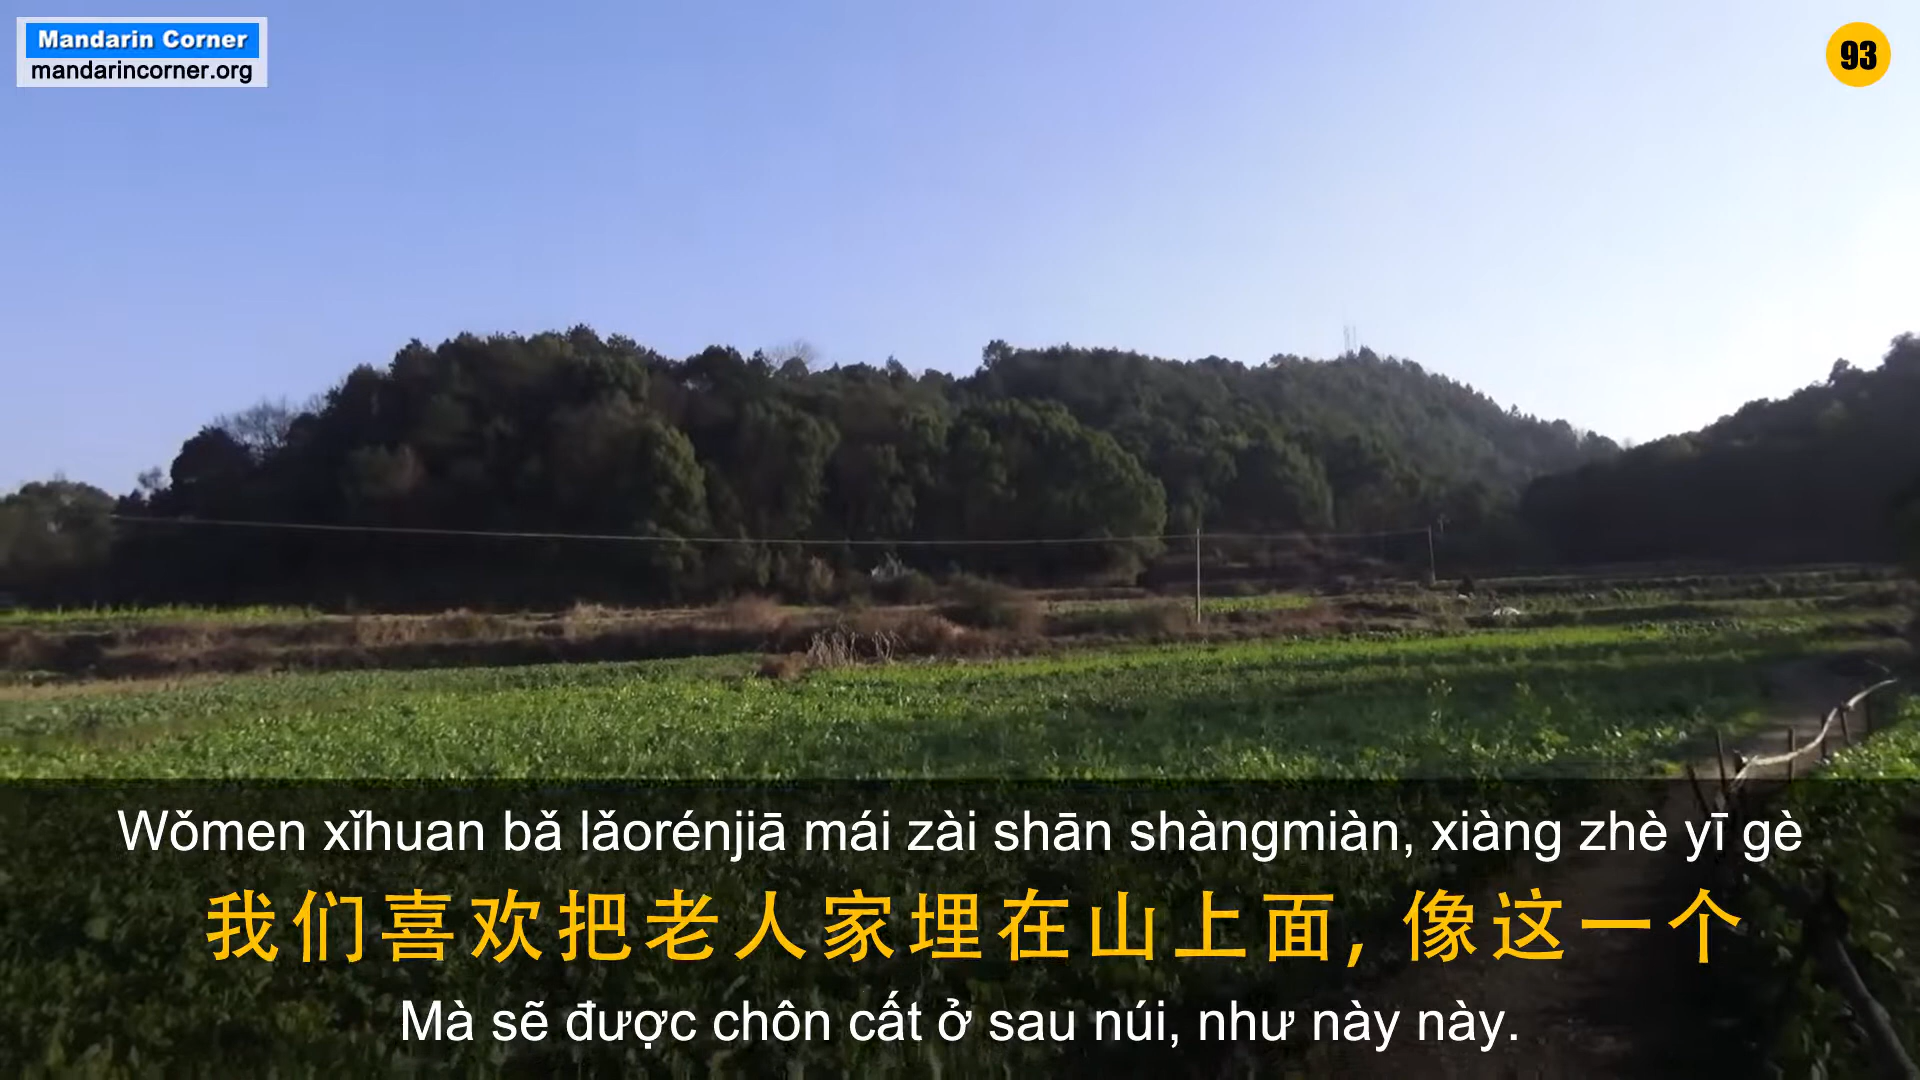 Mandarin Corner
mandarincorner.org
93
Wǒmen xǐhuan bǎ lǎorénjiā mái zài shān shàngmiàn, xiàng zhè yī gè
我们喜欢把老人家埋在山上面, 像这一个
Mà sẽ được chôn cất ở sau núi, như này này.